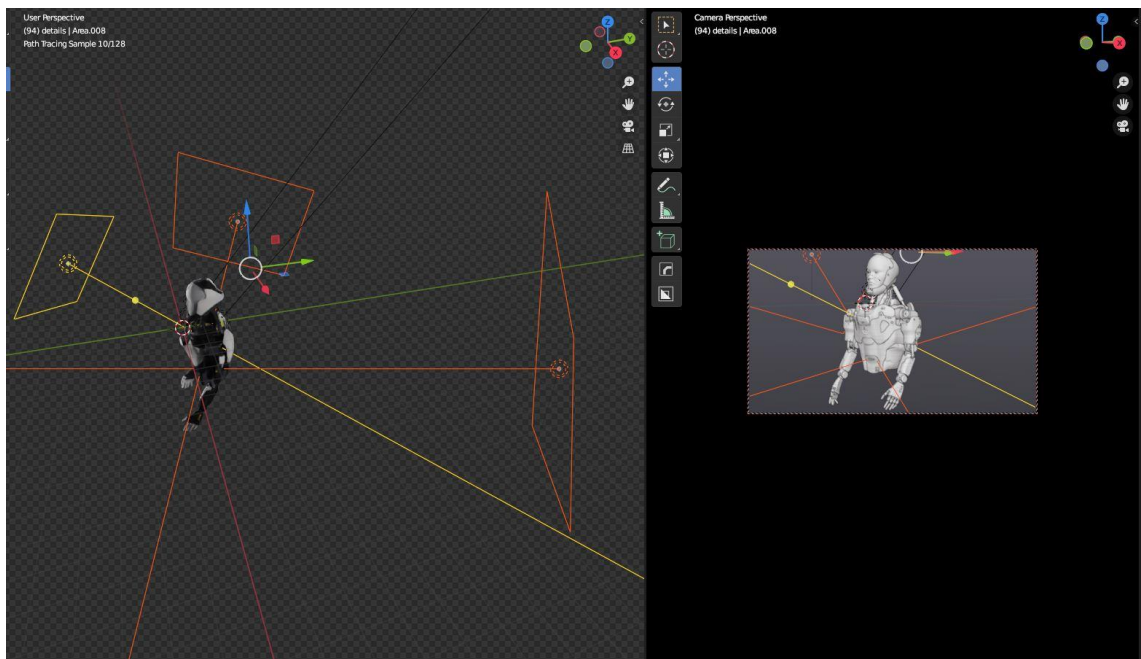 User Perspective
(94) details | Area.008
Path Tracing Sample 10/128
Z
Y
X
Camera Perspective
(94) details | Area.008
Z
X